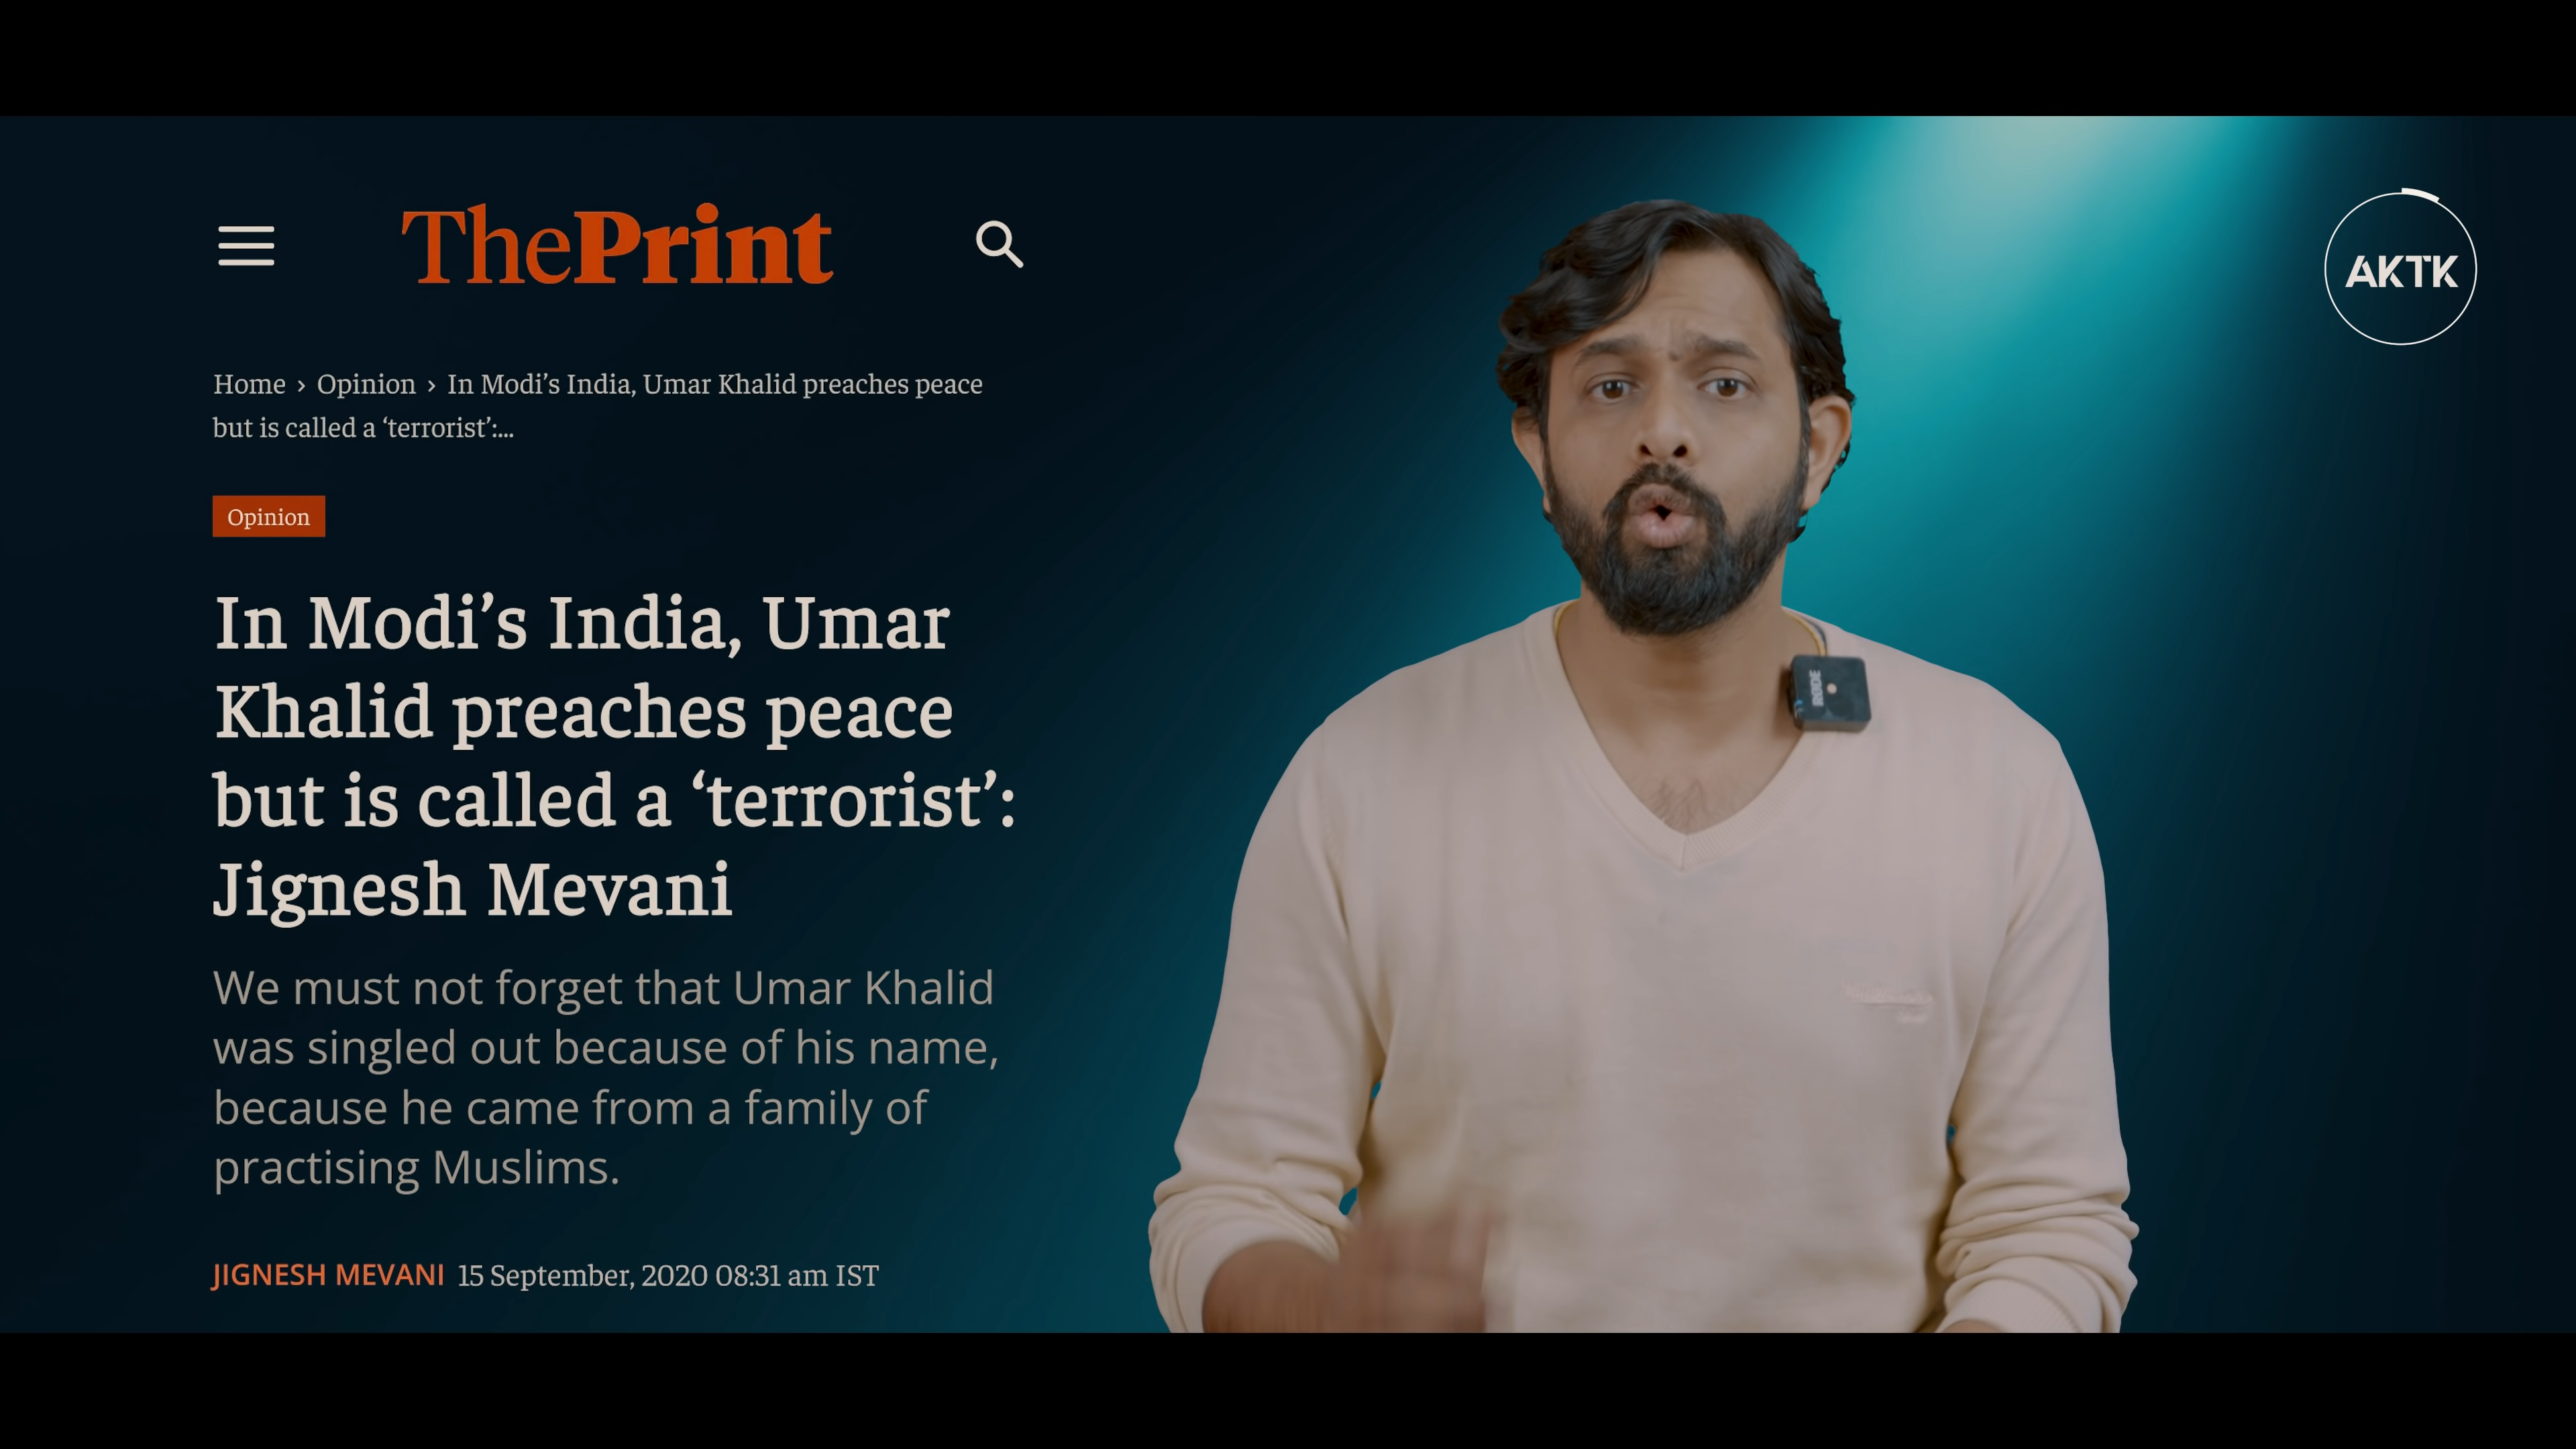 ThePrint
AKTK
Home › Opinion › In Modi’s India, Umar Khalid preaches peace
but is called a ‘terrorist’:...
Opinion
In Modi’s India, Umar
Khalid preaches peace
but is called a ‘terrorist’:
Jignesh Mevani
We must not forget that Umar Khalid
was singled out because of his name,
because he came from a family of
practising Muslims.
JIGNESH MEVANI 15 September, 2020 08:31 am IST
RØDE